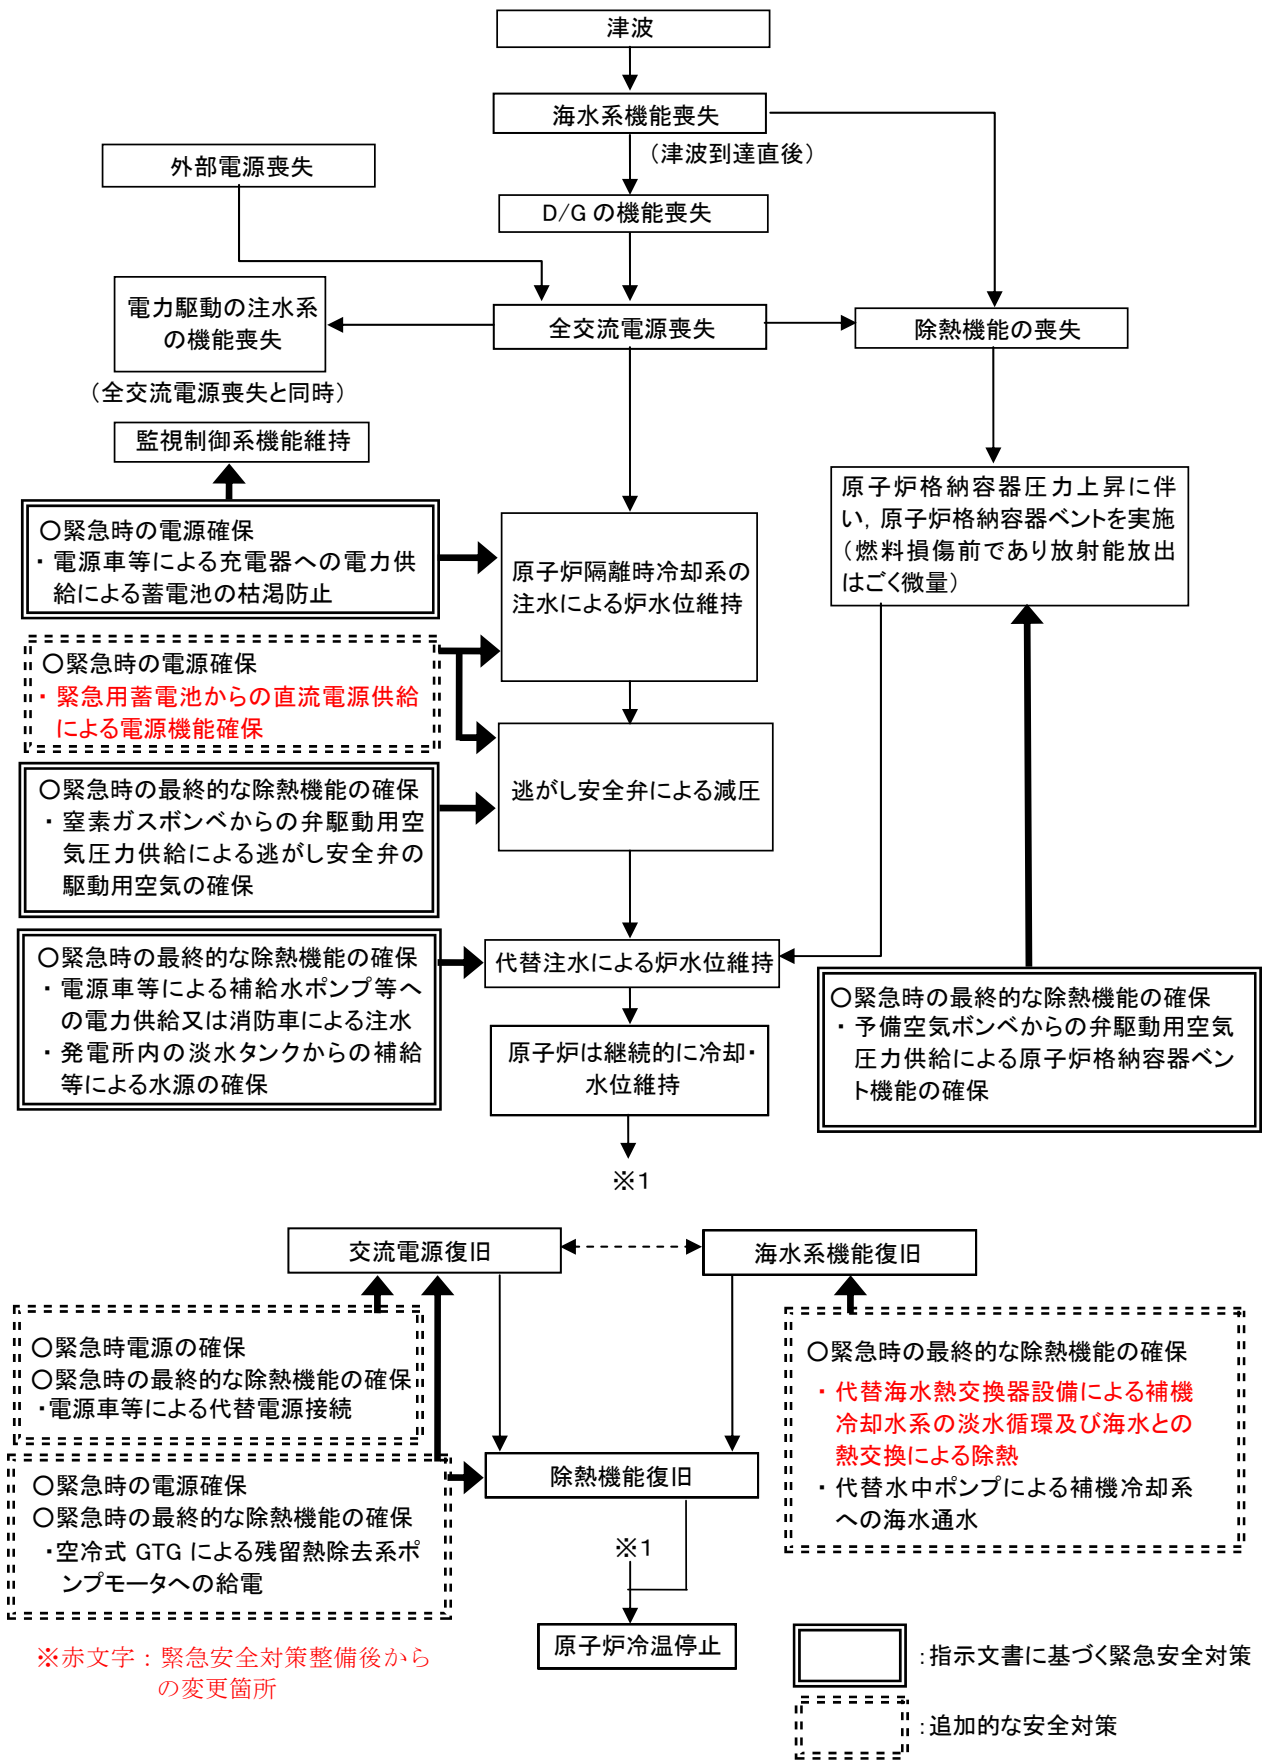 津波
海水系機能喪失
(津波到達直後)
外部電源喪失
D/G の機能喪失
電力駆動の注水系
の機能喪失
全交流電源喪失
除熱機能の喪失
(全交流電源喪失と同時)
監視制御系機能維持
原子炉格納容器圧力上昇に伴
い，原子炉格納容器ベントを実施
(燃料損傷前であり放射能放出
はごく微量)
○緊急時の電源確保
・電源車等による充電器への電力供
給による蓄電池の枯渇防止
原子炉隔離時冷却系の
注水による炉水位維持
○緊急時の電源確保
・緊急用蓄電池からの直流電源供給
による電源機能確保
○緊急時の最終的な除熱機能の確保
・窒素ガスボンベからの弁駆動用空
気圧力供給による逃がし安全弁の
駆動用空気の確保
逃がし安全弁による減圧
○緊急時の最終的な除熱機能の確保
・電源車等による補給水ポンプ等へ
の電力供給又は消防車による注水
・発電所内の淡水タンクからの補給
等による水源の確保
代替注水による炉水位維持
○緊急時の最終的な除熱機能の確保
・予備空気ボンベからの弁駆動用空気
圧力供給による原子炉格納容器ベン
ト機能の確保
原子炉は継続的に冷却・
水位維持
※1
交流電源復旧
海水系機能復旧
○緊急時電源の確保
○緊急時の最終的な除熱機能の確保
・電源車等による代替電源接続
○緊急時の最終的な除熱機能の確保
・代替海水熱交換器設備による補機
冷却水系の淡水循環及び海水との
熱交換による除熱
・代替水中ポンプによる補機冷却系
への海水通水
○緊急時の電源確保
○緊急時の最終的な除熱機能の確保
・空冷式 GTG による残留熱除去系ポ
ンプモータへの給電
除熱機能復旧
※1
原子炉冷温停止
※赤文字：緊急安全対策整備後から
の変更箇所
:指示文書に基づく緊急安全対策
:追加的な安全対策